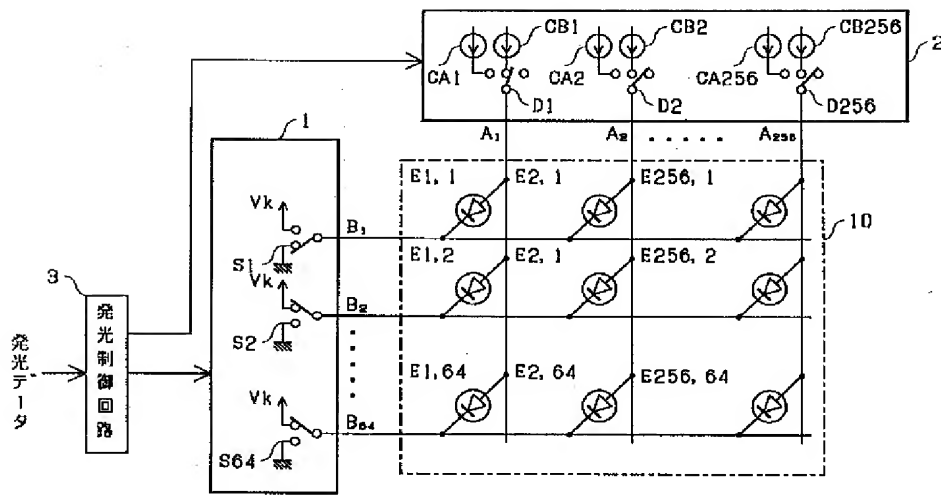 CB1 CB2 CB256
2
CA1 CA2 CA256
D1 D2 D256
1
A1 A2 ..... A256
E1,1 E2,1 E256,1
10
Vk
B1
S1
E1,2 E2,1 E256,2
3
Vk
B2
S2
発光データ
発光制御回路
E1,64 E2,64 E256,64
Vk
B64
S64